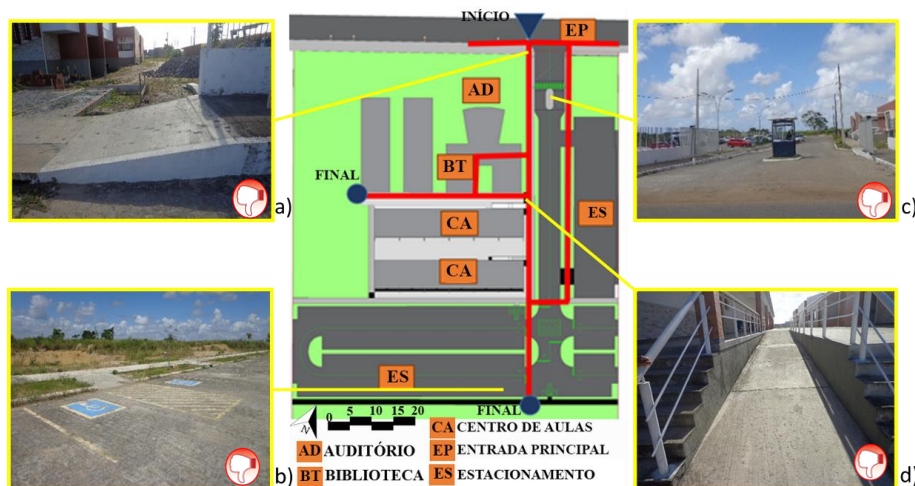 INÍCIO
EP
AD
BT
FINAL
CA
ES
CA
ES
FINAL
a)
c)
b)
d)
N
0 5 10 15 20
AD AUDITÓRIO
BT BIBLIOTECA
CA CENTRO DE AULAS
EP ENTRADA PRINCIPAL
ES ESTACIONAMENTO